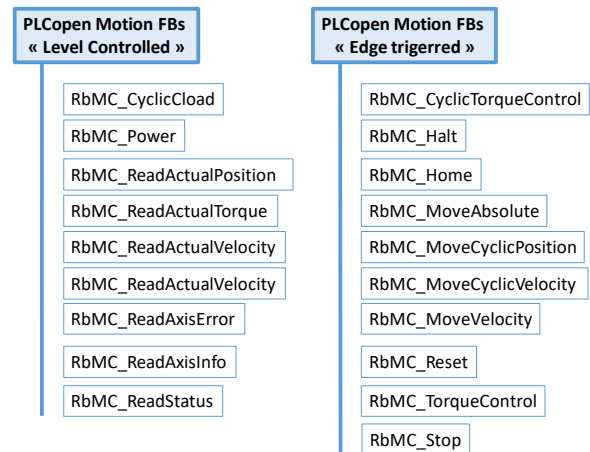 PLCopen Motion FBs
« Level Controlled »
RbMC_CyclicCload
RbMC_Power
RbMC_ReadActualPosition
RbMC_ReadActualTorque
RbMC_ReadActualVelocity
RbMC_ReadActualVelocity
RbMC_ReadAxisError
RbMC_ReadAxisInfo
RbMC_ReadStatus
PLCopen Motion FBs
« Edge trigerred »
RbMC_CyclicTorqueControl
RbMC_Halt
RbMC_Home
RbMC_MoveAbsolute
RbMC_MoveCyclicPosition
RbMC_MoveCyclicVelocity
RbMC_MoveVelocity
RbMC_Reset
RbMC_TorqueControl
RbMC_Stop